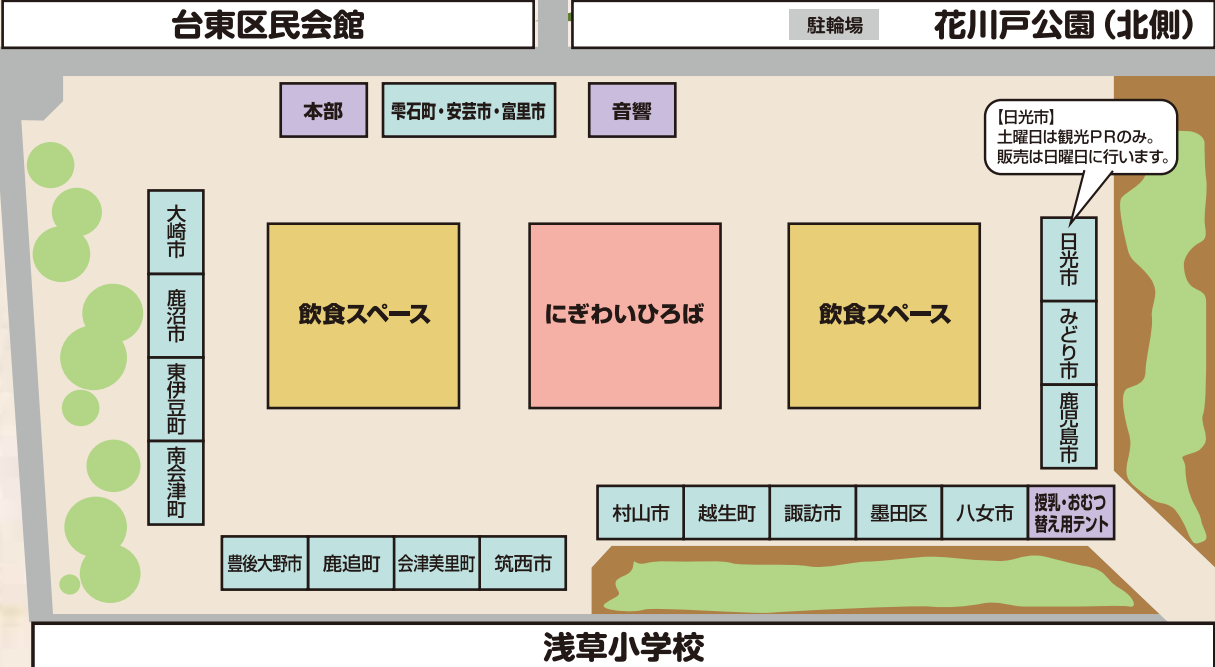 台東区民会館
駐輪場
花川戸公園（北側）
本部
雫石町・安芸市・富里市
音響
【日光市】
土曜日は観光PRのみ。
販売は日曜日に行います。
大崎市
鹿沼市
東伊豆町
南会津町
飲食スペース
にぎわいひろば
飲食スペース
日光市
みどり市
鹿児島市
村山市
越生町
諏訪市
墨田区
八女市
授乳・おむつ
替え用テント
豊後大野市
鹿追町
会津美里町
筑西市
浅草小学校